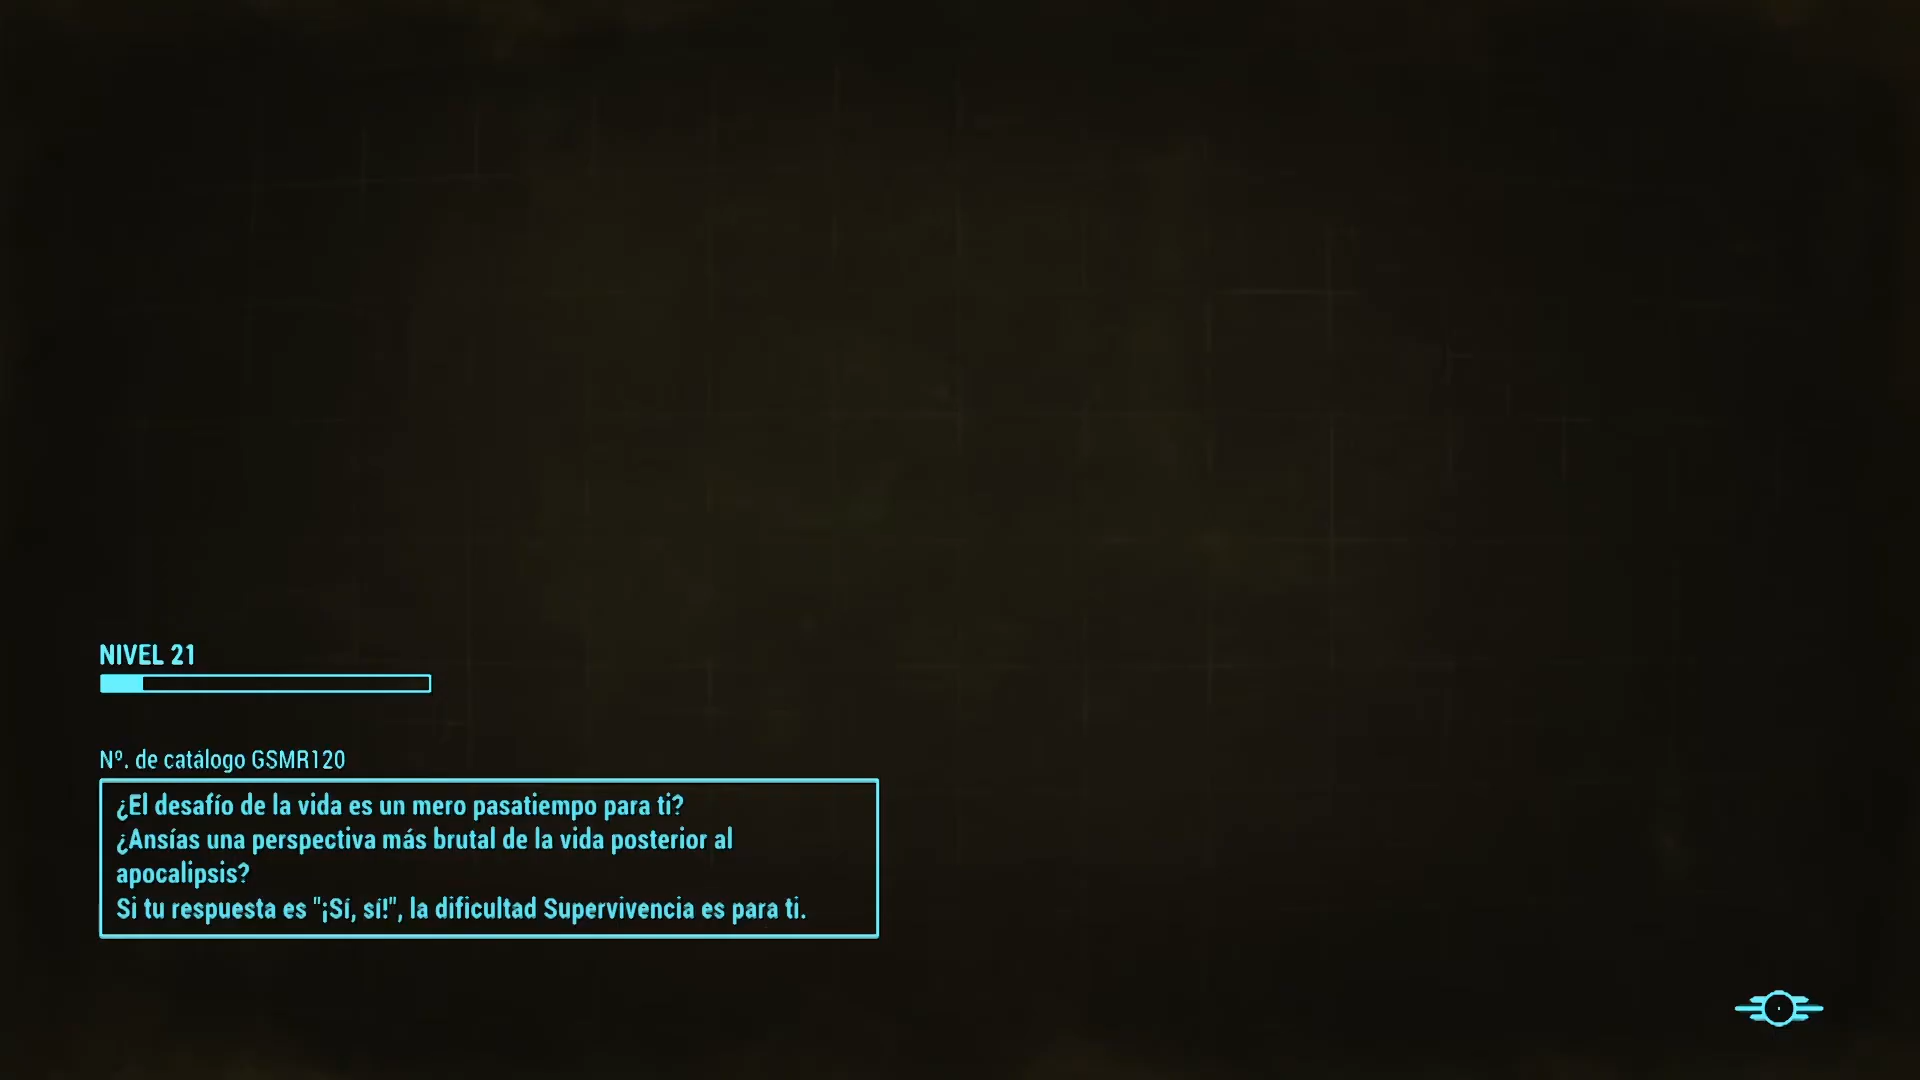 NIVEL 21
Nº. de catálogo GSMR120
¿El desafío de la vida es un mero pasatiempo para ti?
¿Ansías una perspectiva más brutal de la vida posterior al
apocalipsis?
Si tu respuesta es "¡Sí, sí!", la dificultad Supervivencia es para ti.